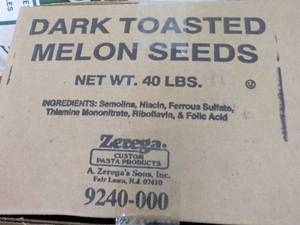 DARK TOASTED
MELON SEEDS
NET WT. 40 LBS.
INGREDIENTS: Semolina, Niacin, Ferrous Sulfate,
Thiamine Mononitrate, Riboflavin, & Folic Acid
Zerega®
CUSTOM
PASTA PRODUCTS
A. Zerega's Sons, Inc.
Fair Lawn, N.J. 07410
9240-000